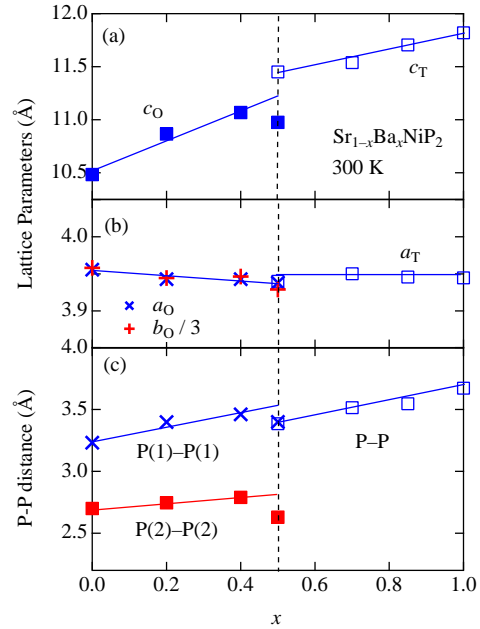 12.0
(a)
11.5
c_T
c_O
11.0
Sr₁₋ₓBaₓNiP₂
10.5
300 K
Lattice Parameters (Å)
(b)
4.0
a_T
3.9
× a_O
+ b_O / 3
4.0
(c)
3.5
P–P
P(1)–P(1)
3.0
P(2)–P(2)
2.5
P-P distance (Å)
0.0 0.2 0.4 0.6 0.8 1.0
x